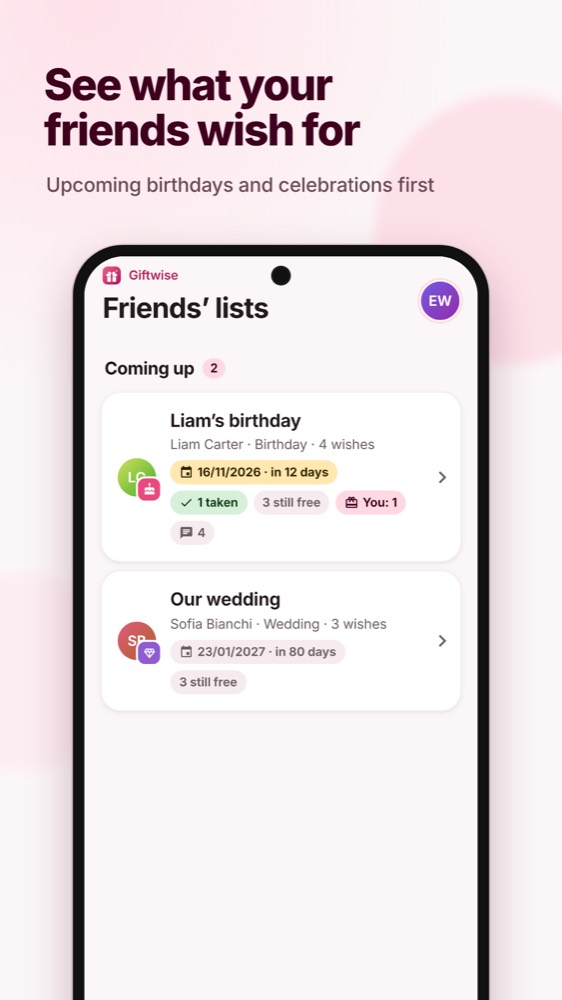 See what your
friends wish for
Upcoming birthdays and celebrations first
Giftwise
Friends’ lists
EW
Coming up 2
Liam’s birthday
Liam Carter · Birthday · 4 wishes
LC
16/11/2026 · in 12 days
1 taken 3 still free You: 1
4
Our wedding
Sofia Bianchi · Wedding · 3 wishes
SB
23/01/2027 · in 80 days
3 still free